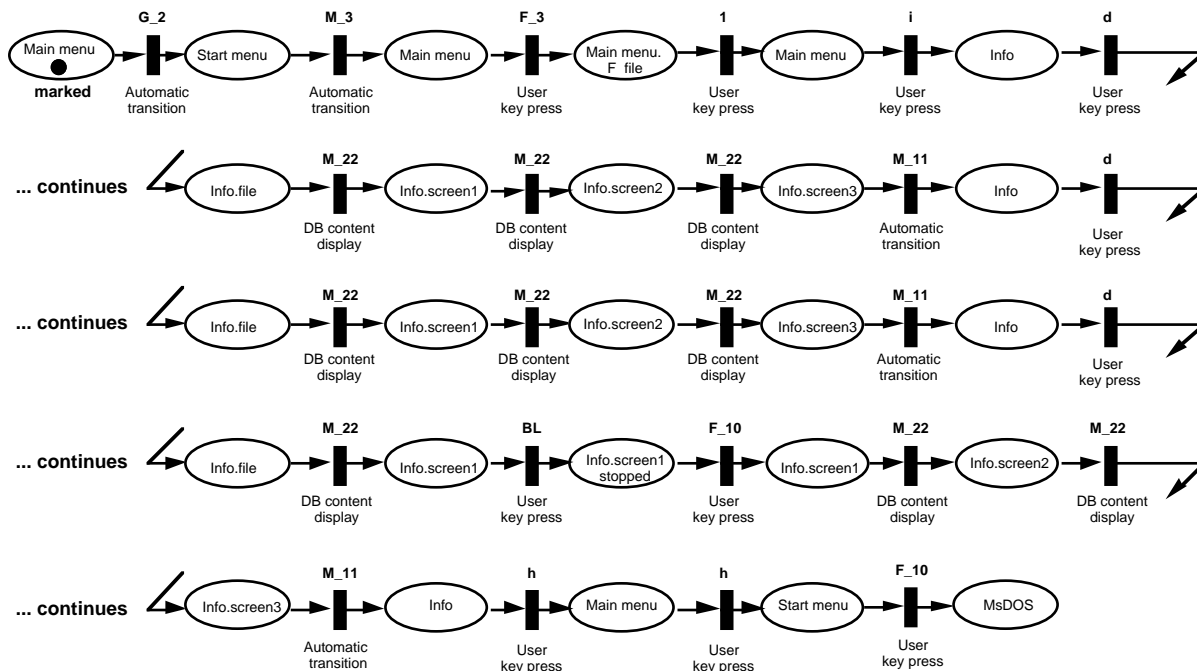 G_2 M_3 F_3 1 i d
Main menu Start menu Main menu Main menu. Main menu Info
F file
marked
Automatic Automatic User User User User
transition transition key press key press key press key press
M_22 M_22 M_22 M_11 d
... continues Info.file Info.screen1 Info.screen2 Info.screen3 Info
DB content DB content DB content Automatic User
display display display transition key press
M_22 M_22 M_22 M_11 d
... continues Info.file Info.screen1 Info.screen2 Info.screen3 Info
DB content DB content DB content Automatic User
display display display transition key press
M_22 BL F_10 M_22 M_22
... continues Info.file Info.screen1 Info.screen1 Info.screen1 Info.screen2
stopped
DB content User User DB content DB content
display key press key press display display
M_11 h h F_10
... continues Info.screen3 Info Main menu Start menu MsDOS
Automatic User User User
transition key press key press key press